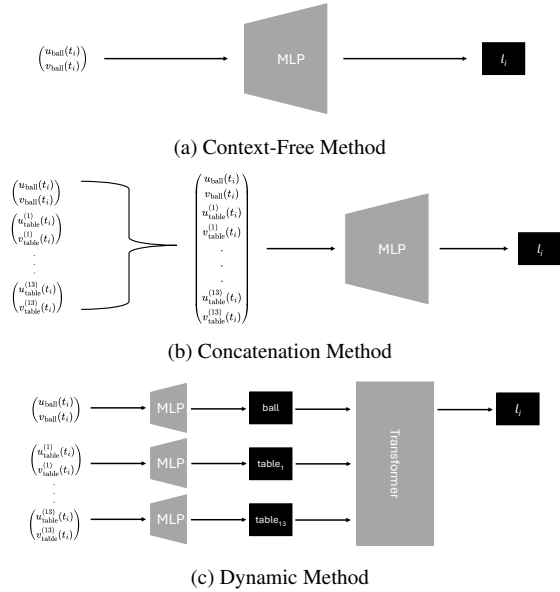 (u_ball(t_i)
v_ball(t_i))
MLP
l_i
(a) Context-Free Method
(u_ball(t_i)
v_ball(t_i))
(u_table^(1)(t_i)
v_table^(1)(t_i))
.
.
.
(u_table^(13)(t_i)
v_table^(13)(t_i))
(u_ball(t_i)
v_ball(t_i)
u_table^(1)(t_i)
v_table^(1)(t_i)
.
.
.
u_table^(13)(t_i)
v_table^(13)(t_i))
MLP
l_i
(b) Concatenation Method
(u_ball(t_i)
v_ball(t_i))
MLP
ball
Transformer
l_i
(u_table^(1)(t_i)
v_table^(1)(t_i))
MLP
table_1
.
.
.
(u_table^(13)(t_i)
v_table^(13)(t_i))
MLP
table_13
(c) Dynamic Method